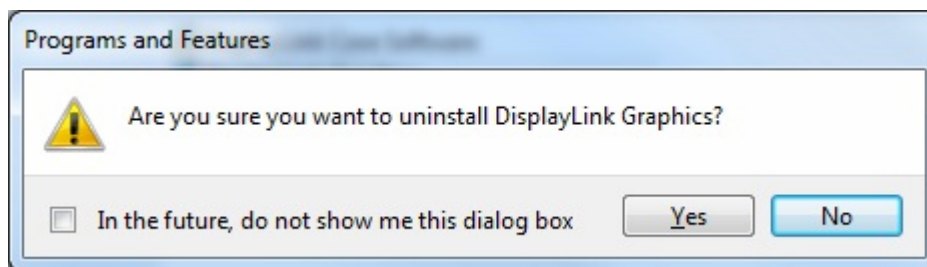 Programs and Features
Are you sure you want to uninstall DisplayLink Graphics?
In the future, do not show me this dialog box
Yes
No